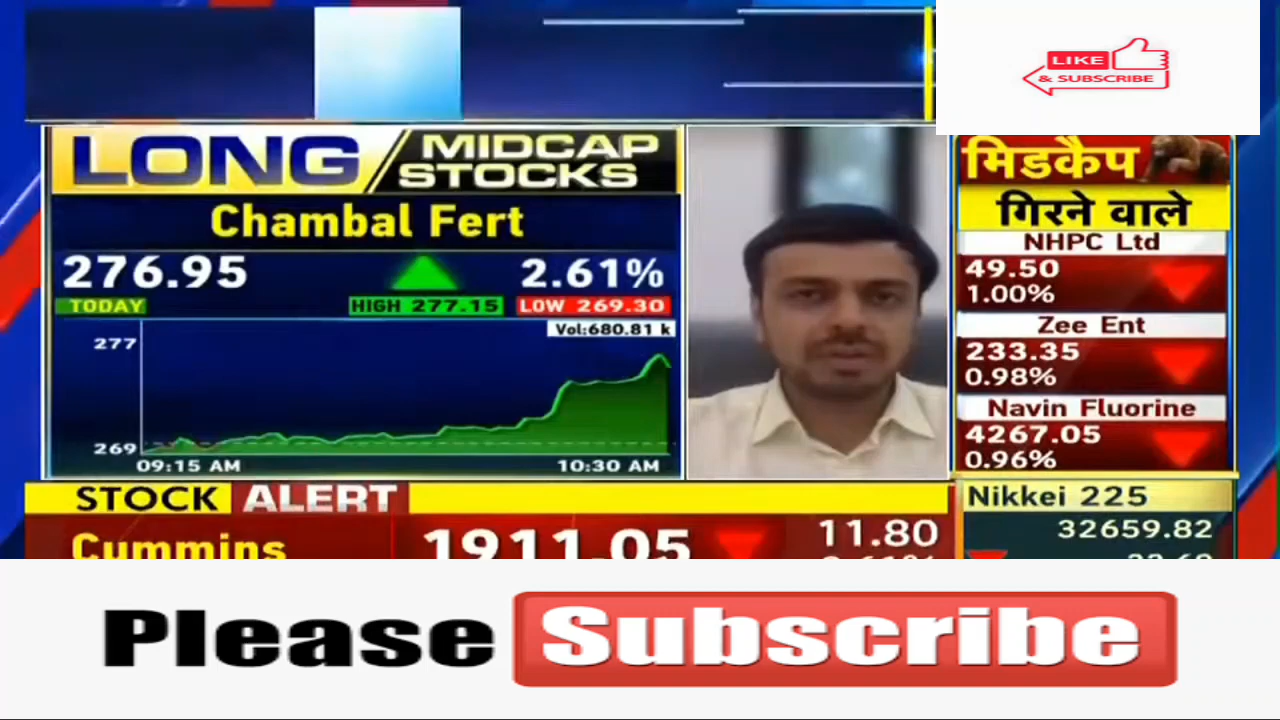 LIKE
& SUBSCRIBE
LONG MIDCAP STOCKS
Chambal Fert
276.95 2.61%
TODAY HIGH 277.15 LOW 269.30
Vol:680.81 k
277
269
09:15 AM 10:30 AM
मिडकैप
गिरने वाले
NHPC Ltd
49.50
1.00%
Zee Ent
233.35
0.98%
Navin Fluorine
4267.05
0.96%
STOCK ALERT
Cummins 1911.05 11.80
Nikkei 225
32659.82
Please Subscribe